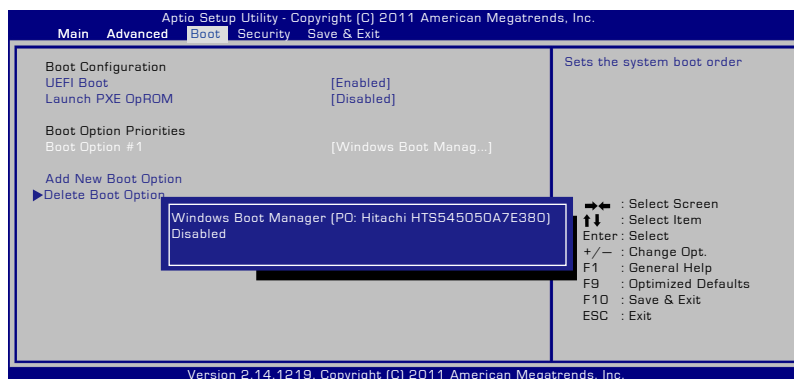 Aptio Setup Utility - Copyright (C) 2011 American Megatrends, Inc.
Main Advanced Boot Security Save & Exit
Boot Configuration
UEFI Boot [Enabled]
Launch PXE OpROM [Disabled]
Boot Option Priorities
Boot Option #1 [Windows Boot Manag...]
Add New Boot Option
Delete Boot Option
Windows Boot Manager (PO: Hitachi HTS545050A7E380)
Disabled
Sets the system boot order
→← : Select Screen
↑↓ : Select Item
Enter : Select
+/— : Change Opt.
F1 : General Help
F9 : Optimized Defaults
F10 : Save & Exit
ESC : Exit
Version 2.14.1219. Copyright (C) 2011 American Megatrends, Inc.